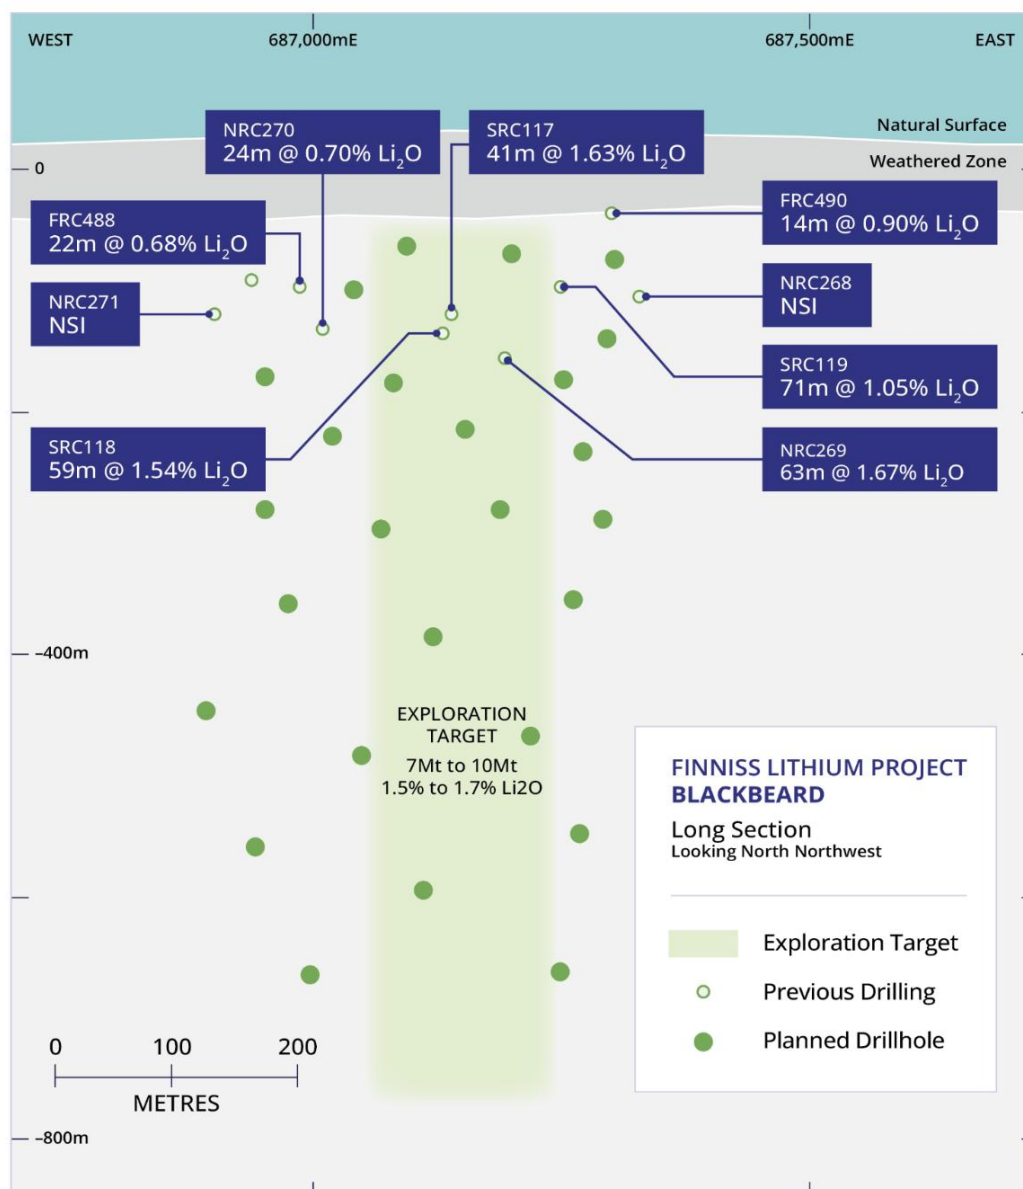 WEST
687,000mE
687,500mE
EAST
Natural Surface
Weathered Zone
0
NRC270
24m @ 0.70% Li₂O
SRC117
41m @ 1.63% Li₂O
FRC488
22m @ 0.68% Li₂O
FRC490
14m @ 0.90% Li₂O
NRC271
NSI
NRC268
NSI
SRC119
71m @ 1.05% Li₂O
SRC118
59m @ 1.54% Li₂O
NRC269
63m @ 1.67% Li₂O
–400m
EXPLORATION
TARGET
7Mt to 10Mt
1.5% to 1.7% Li2O
FINNISS LITHIUM PROJECT
BLACKBEARD
Long Section
Looking North Northwest
Exploration Target
Previous Drilling
Planned Drillhole
0 100 200
METRES
–800m